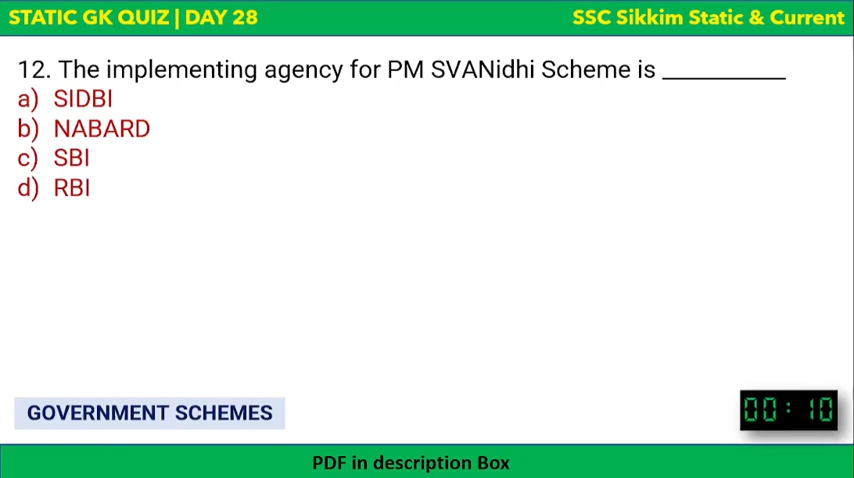 STATIC GK QUIZ | DAY 28
SSC Sikkim Static & Current
12. The implementing agency for PM SVANidhi Scheme is __________
a) SIDBI
b) NABARD
c) SBI
d) RBI
GOVERNMENT SCHEMES
00:10
PDF in description Box